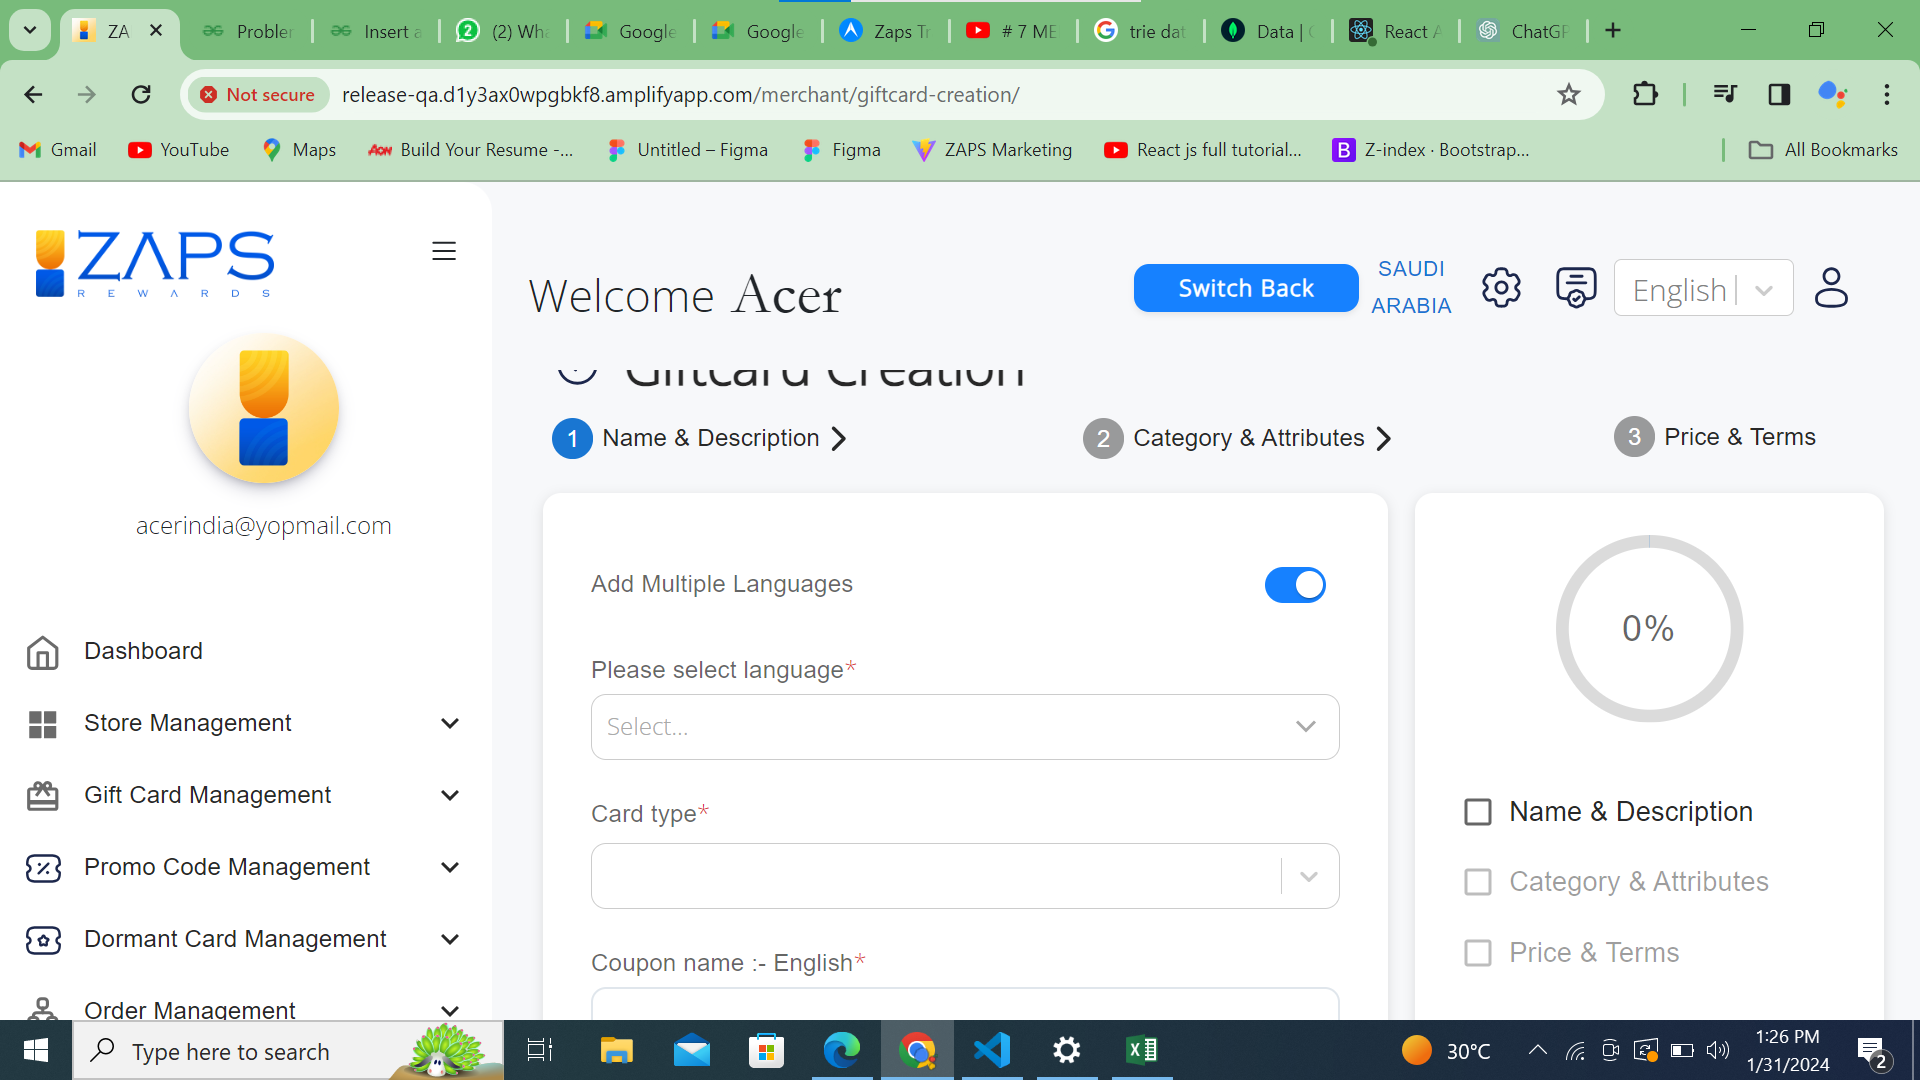 ZA
Problem
Insert a
(2) Wha
Google
Google
Zaps Tr
# 7 ME
trie dat
Data | C
React A
ChatGP
Not secure
release-qa.d1y3ax0wpgbkf8.amplifyapp.com/merchant/giftcard-creation/
Gmail
YouTube
Maps
Build Your Resume -...
Untitled – Figma
Figma
ZAPS Marketing
React js full tutorial...
Z-index · Bootstrap...
All Bookmarks
ZAPS
REWARDS
acerindia@yopmail.com
Dashboard
Store Management
Gift Card Management
Promo Code Management
Dormant Card Management
Order Management
Welcome Acer
Switch Back
SAUDI
ARABIA
English
Giftcard Creation
1 Name & Description
2 Category & Attributes
3 Price & Terms
Add Multiple Languages
Please select language*
Select...
Card type*
Coupon name :- English*
0%
Name & Description
Category & Attributes
Price & Terms
Type here to search
30°C
1:26 PM
1/31/2024
2